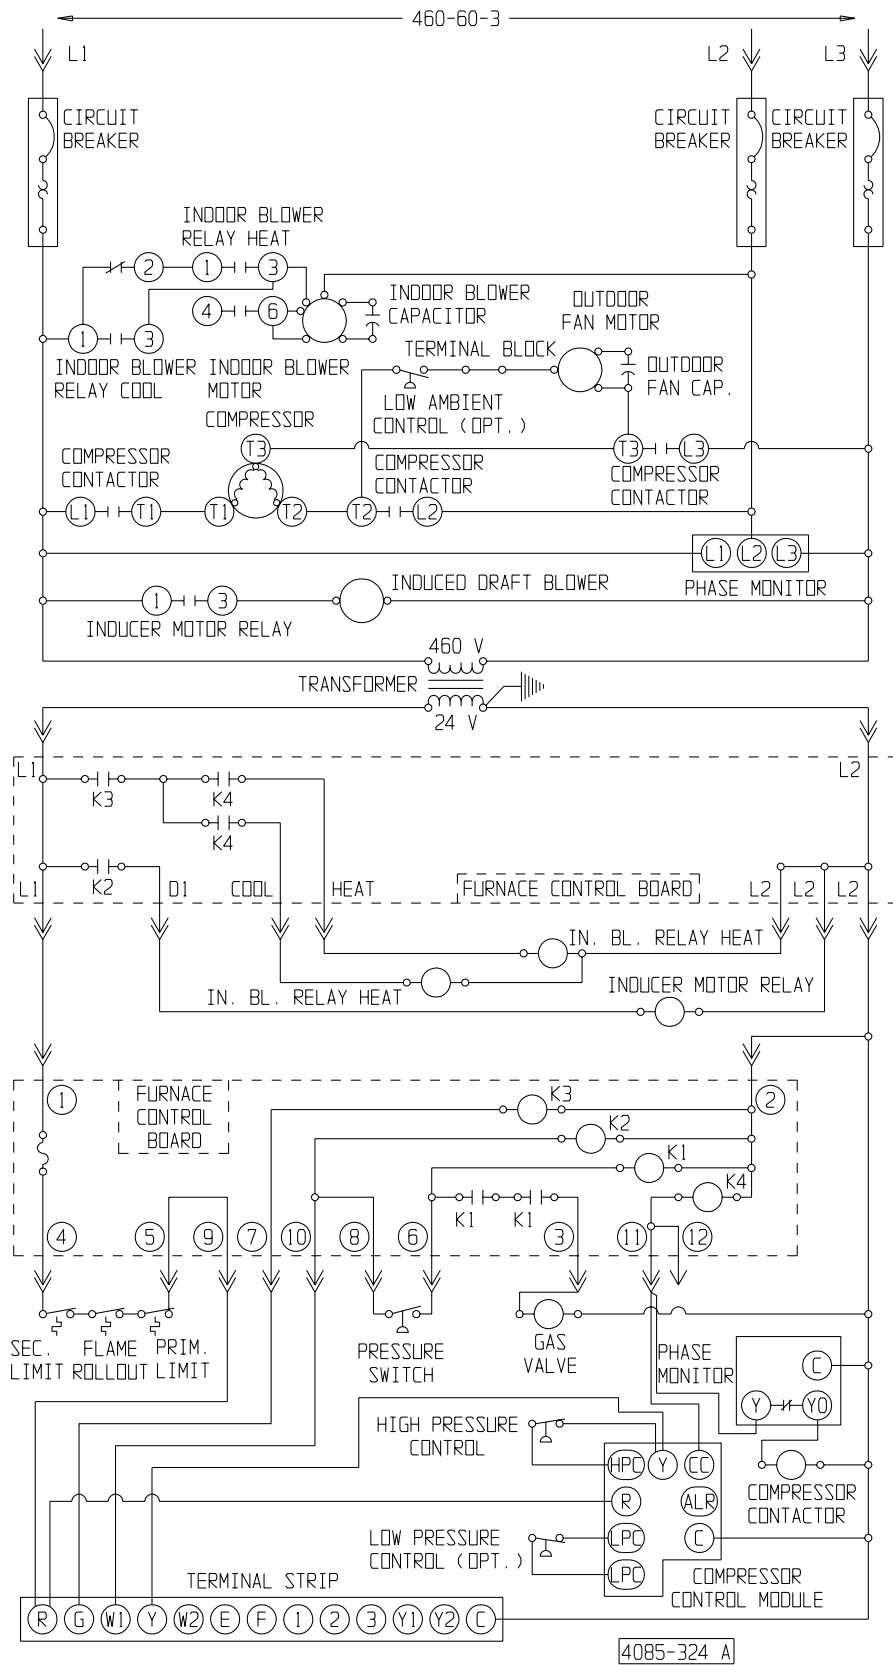 460-60-3
L1
L2
L3
CIRCUIT
BREAKER
CIRCUIT
BREAKER
CIRCUIT
BREAKER
INDOOR BLOWER
RELAY HEAT
2
1
3
4
6
INDOOR BLOWER
CAPACITOR
OUTDOOR
FAN MOTOR
1
3
INDOOR BLOWER
RELAY COOL
INDOOR BLOWER
MOTOR
TERMINAL BLOCK
OUTDOOR
FAN CAP.
LOW AMBIENT
CONTROL (OPT.)
COMPRESSOR
T3
T3
L3
COMPRESSOR
CONTACTOR
COMPRESSOR
CONTACTOR
COMPRESSOR
CONTACTOR
L1
T1
T1
T2
T2
L2
L1
L2
L3
PHASE MONITOR
INDUCED DRAFT BLOWER
1
3
INDUCER MOTOR RELAY
460 V
TRANSFORMER
24 V
L1
L2
K3
K4
K4
K2
L1
D1
COOL
HEAT
FURNACE CONTROL BOARD
L2
L2
L2
IN. BL. RELAY HEAT
IN. BL. RELAY HEAT
INDUCER MOTOR RELAY
1
FURNACE
CONTROL
BOARD
K3
2
K2
K1
K4
K1
K1
4
5
9
7
10
8
6
3
11
12
SEC.
LIMIT
FLAME
ROLLOUT
PRIM.
LIMIT
PRESSURE
SWITCH
GAS
VALVE
PHASE
MONITOR
C
Y
YO
HIGH PRESSURE
CONTROL
HPC
Y
CC
COMPRESSOR
CONTACTOR
R
ALR
LOW PRESSURE
CONTROL (OPT.)
LPC
C
LPC
COMPRESSOR
CONTROL MODULE
TERMINAL STRIP
R G W1 Y W2 E F 1 2 3 Y1 Y2 C
4085-324 A